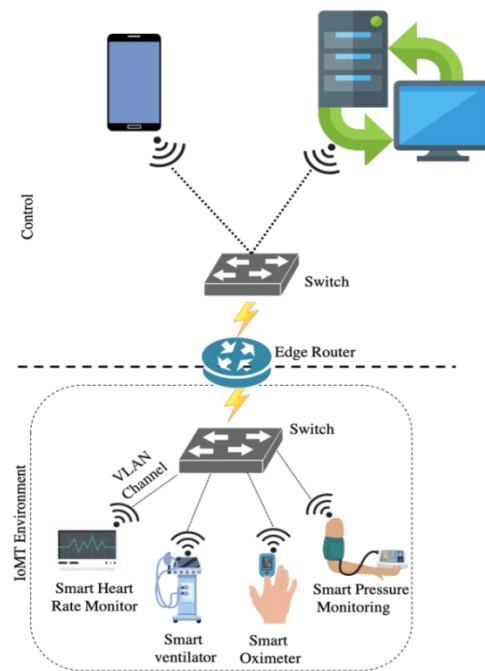 Control
Switch
Edge Router
IoMT Environment
Switch
VLAN
Channel
Smart Heart
Rate Monitor
Smart
ventilator
Smart
Oximeter
Smart Pressure
Monitoring